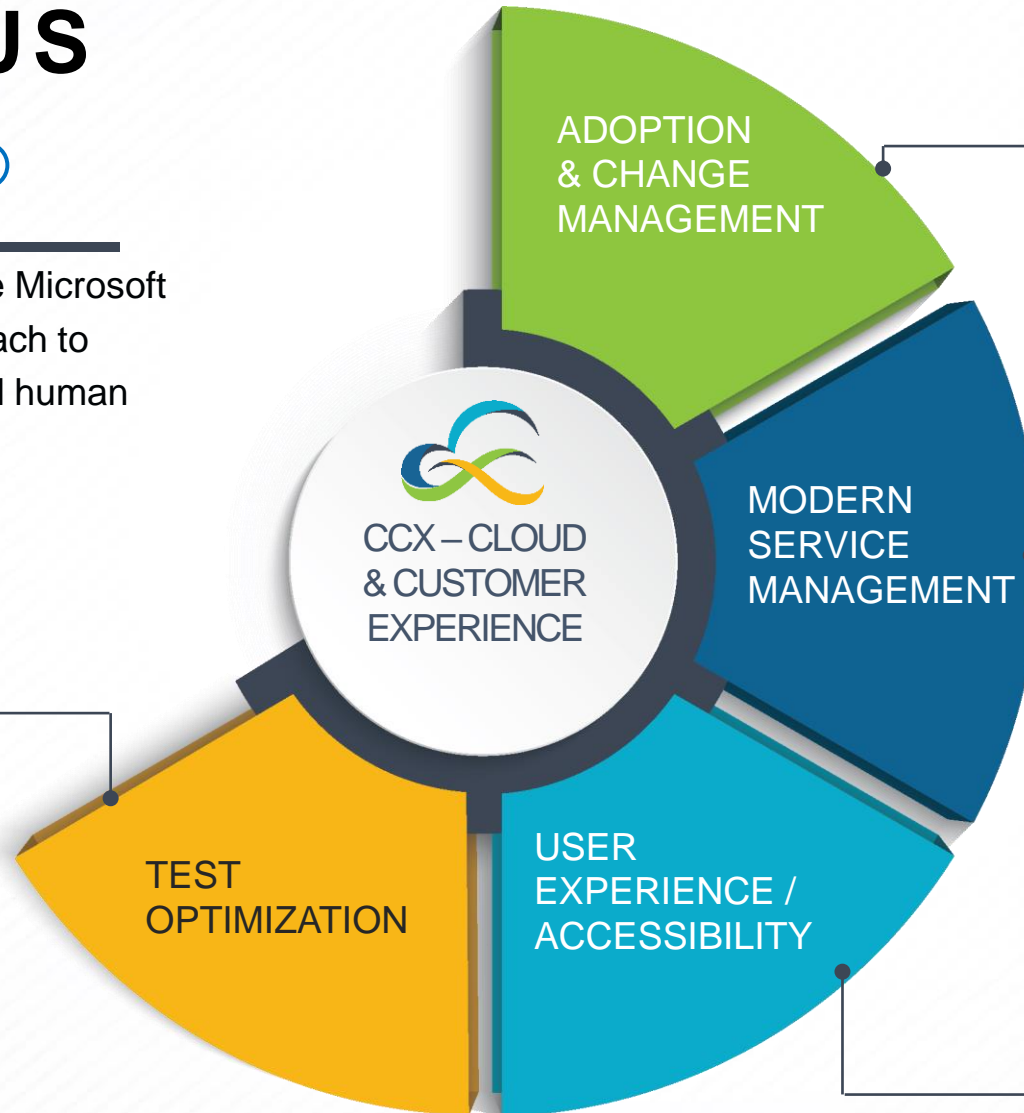 US
e Microsoft
ach to
d human
ADOPTION
& CHANGE
MANAGEMENT
MODERN
SERVICE
MANAGEMENT
CCX – CLOUD
& CUSTOMER
EXPERIENCE
USER
EXPERIENCE /
ACCESSIBILITY
TEST
OPTIMIZATION